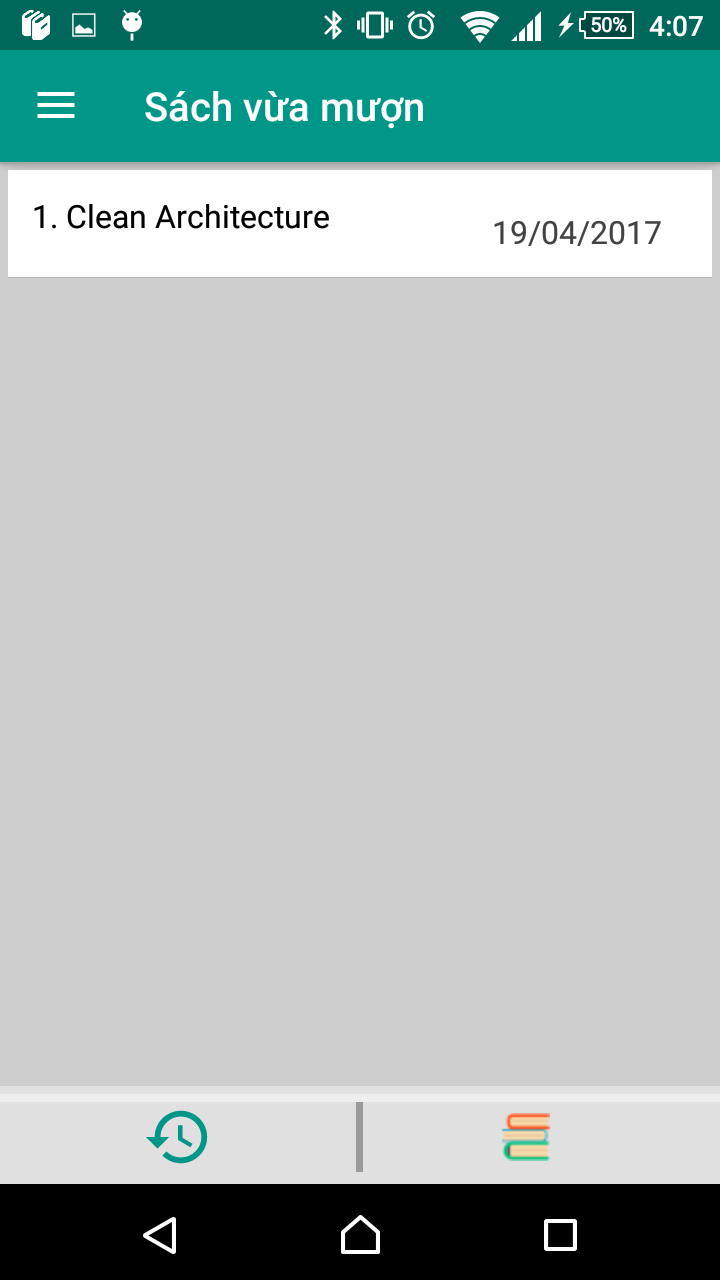 50% 4:07
Sách vừa mượn
1. Clean Architecture
19/04/2017